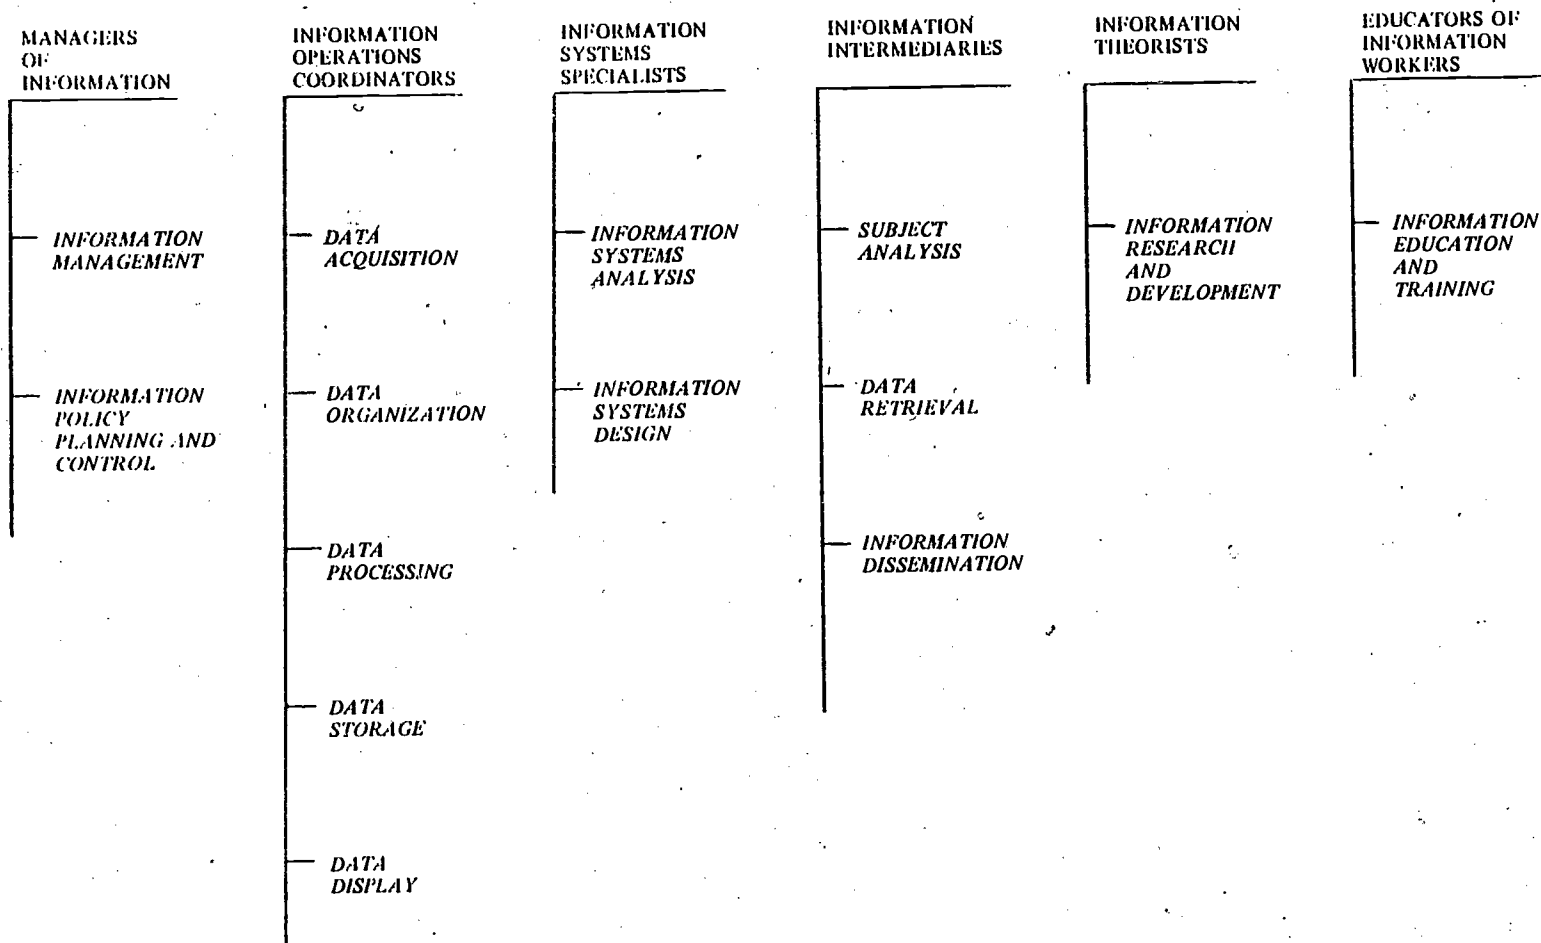 MANAGERS
OF
INFORMATION
INFORMATION
MANAGEMENT
INFORMATION
POLICY
PLANNING AND
CONTROL
INFORMATION
OPERATIONS
COORDINATORS
DATA
ACQUISITION
DATA
ORGANIZATION
DATA
PROCESSING
DATA
STORAGE
DATA
DISPLAY
INFORMATION
SYSTEMS
SPECIALISTS
INFORMATION
SYSTEMS
ANALYSIS
INFORMATION
SYSTEMS
DESIGN
INFORMATION
INTERMEDIARIES
SUBJECT
ANALYSIS
DATA
RETRIEVAL
INFORMATION
DISSEMINATION
INFORMATION
THEORISTS
INFORMATION
RESEARCH
AND
DEVELOPMENT
EDUCATORS OF
INFORMATION
WORKERS
INFORMATION
EDUCATION
AND
TRAINING